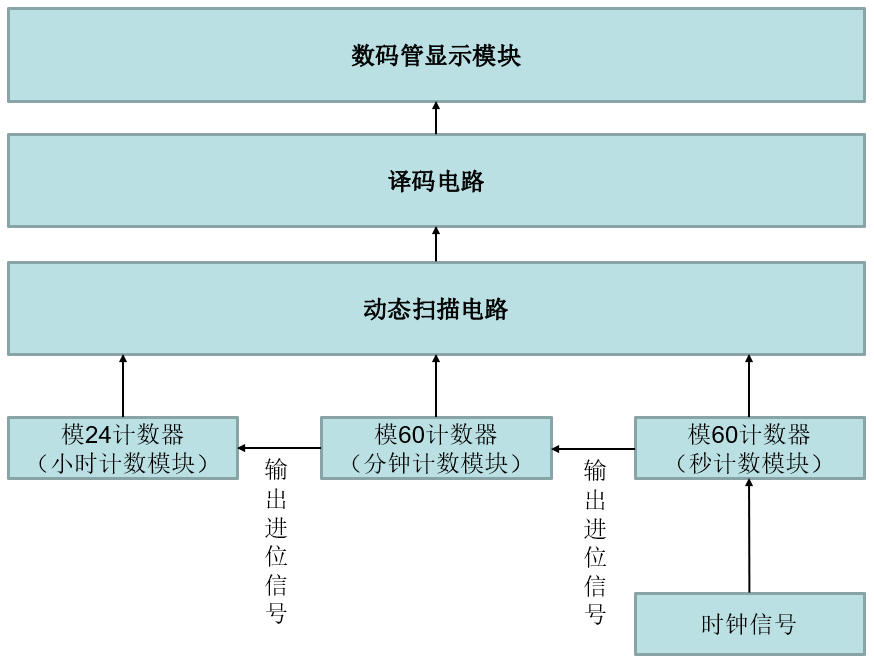 数码管显示模块
译码电路
动态扫描电路
模24计数器
（小时计数模块）
模60计数器
（分钟计数模块）
模60计数器
（秒计数模块）
输出进位信号
输出进位信号
时钟信号